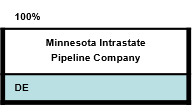 100%
Minnesota Intrastate
Pipeline Company
DE